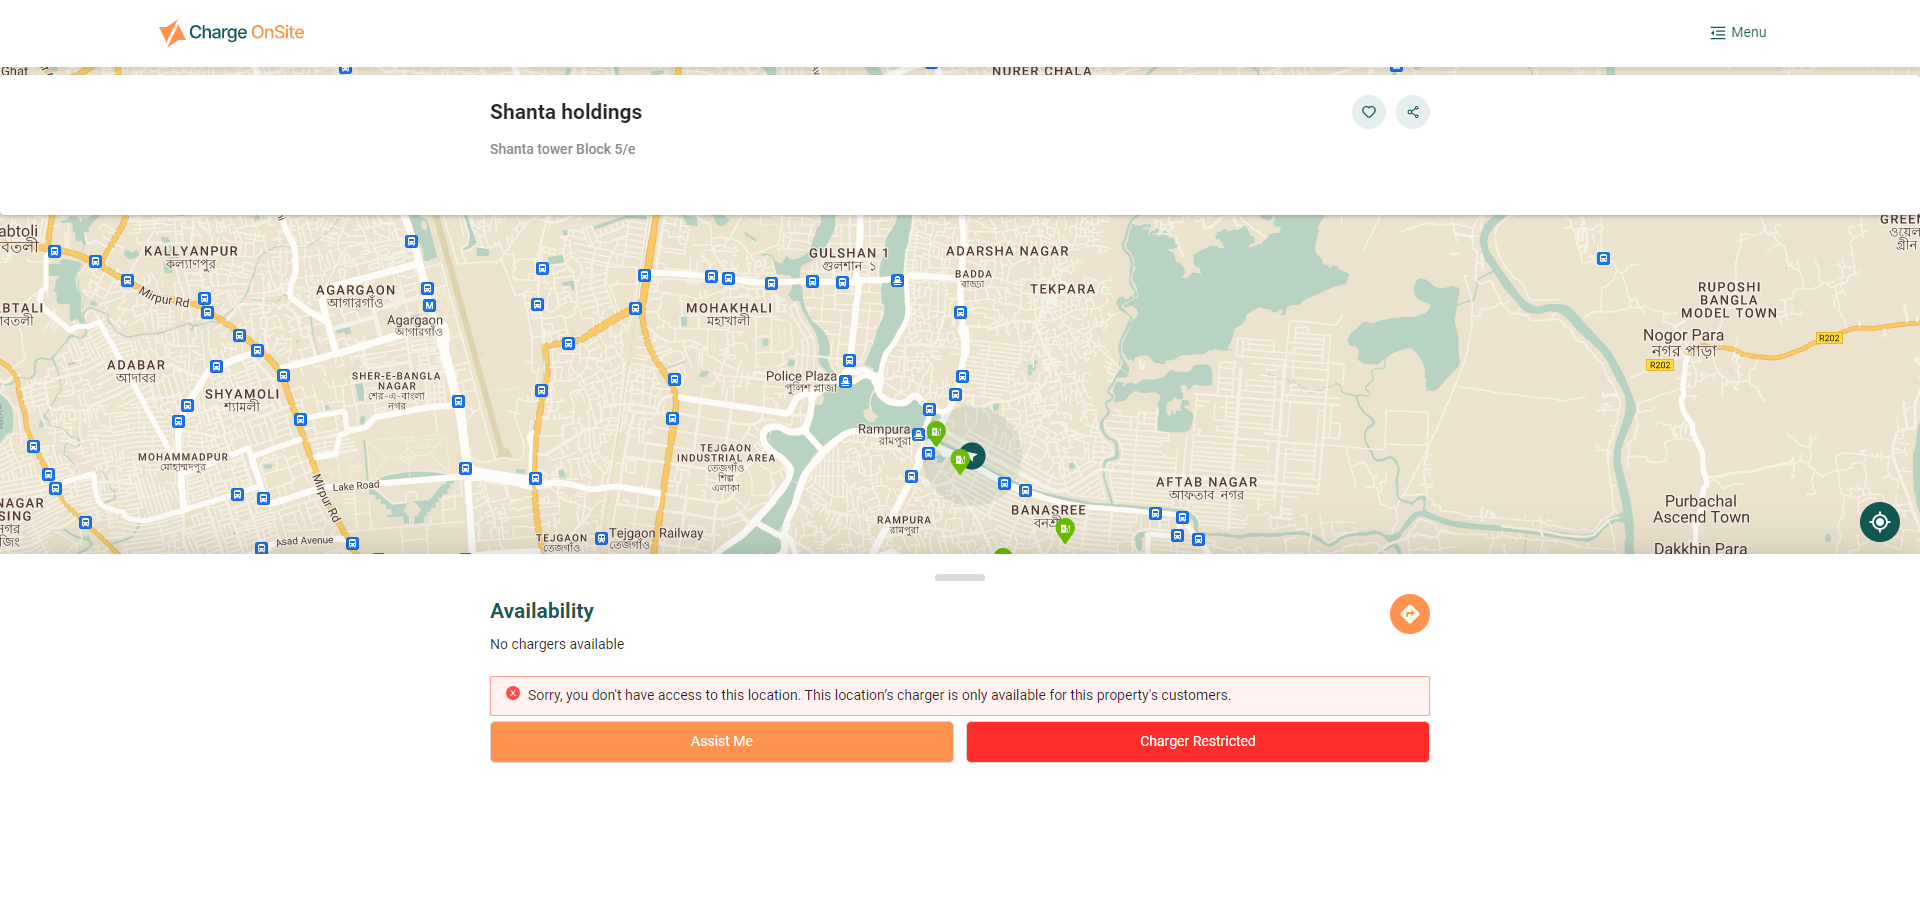 Charge OnSite
Menu
Ghat
NURER CHALA
Shanta holdings
Shanta tower Block 5/e
abtoli
KALLYANPUR
কল্যাণপুর
GULSHAN 1
গুলশান ১
ADARSHA NAGAR
GREEN
গ্রীন
BADDA
বাড্ডা
TEKPARA
AGARGAON
আগারগাঁও
Mirpur Rd
MOHAKHALI
মহাখালী
RUPOSHI
BANGLA
MODEL TOWN
Agargaon
আগারগাঁও
Nogor Para
নগর পাড়া
R202
R202
ADABAR
আদাবর
SHER-E-BANGLA
NAGAR
শের-এ-বাংলা
নগর
SHYAMOLI
শ্যামলী
Police Plaza
পুলিশ প্লাজা
Rampura
রামপুরা
MOHAMMADPUR
মোহাম্মদপুর
TEJGAON
INDUSTRIAL AREA
তেজগাঁও
শিল্প
এলাকা
Lake Road
Mirpur Rd
AFTAB NAGAR
আফতাব নগর
NAGAR
SING
Purbachal
Ascend Town
BANASREE
RAMPURA
রামপুরা
TEJGAON
তেজগাঁও
Tejgaon Railway
তেজগাঁও
Asad Avenue
Dakkhin Para
Availability
No chargers available
Sorry, you don't have access to this location. This location's charger is only available for this property's customers.
Assist Me
Charger Restricted